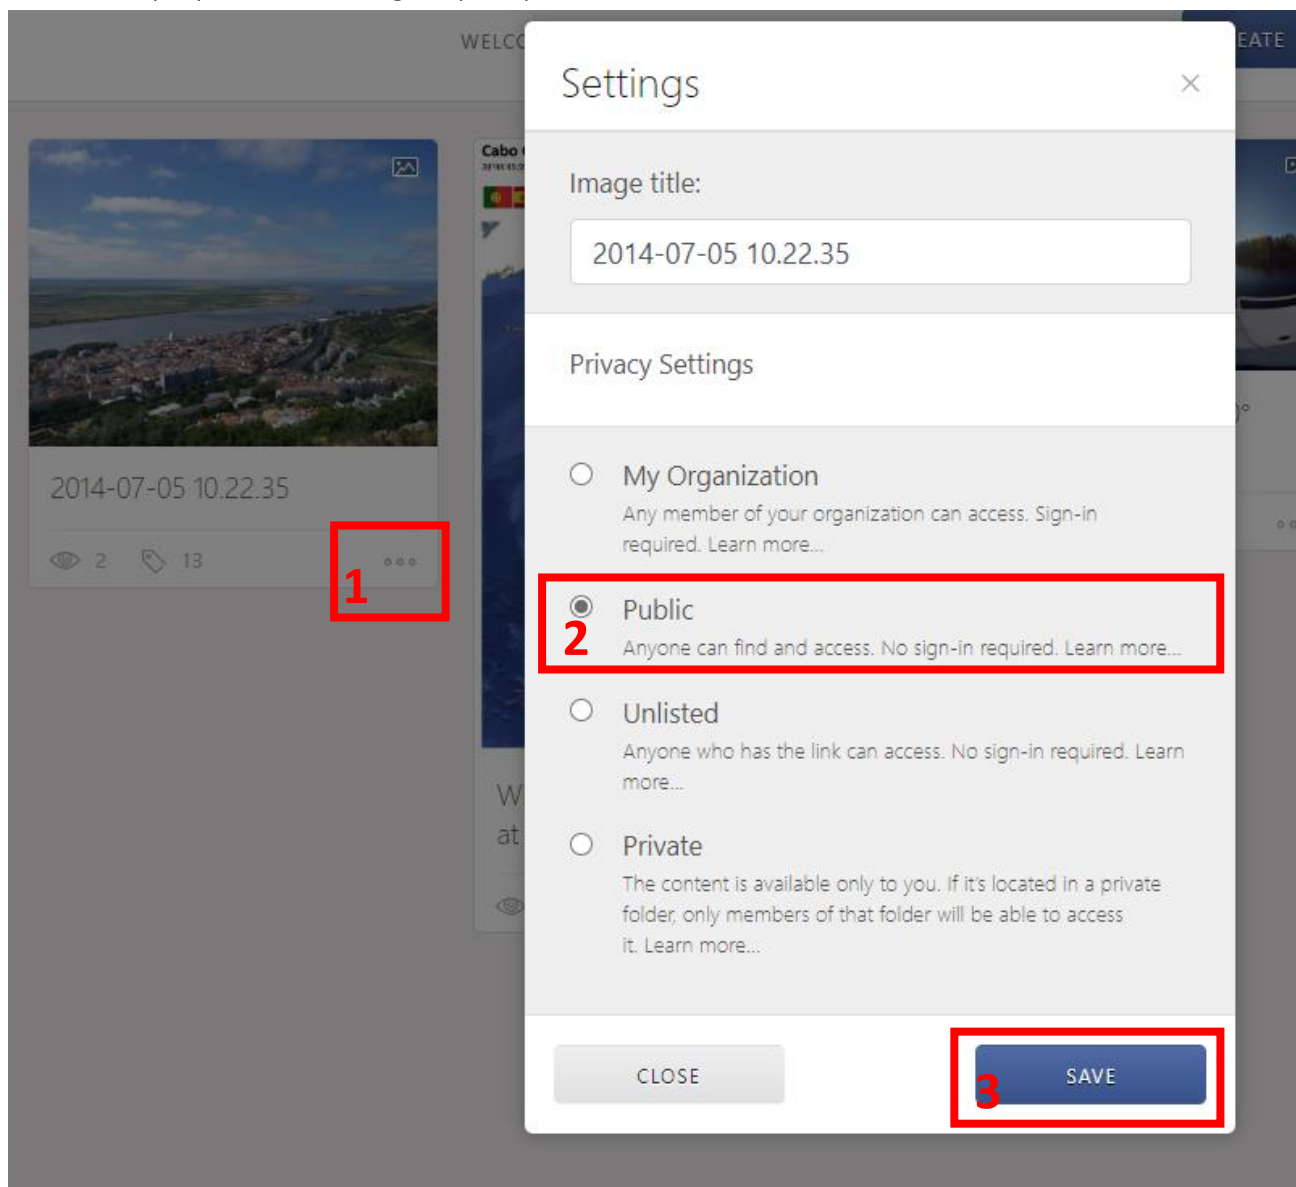 WELCO
EATE
Settings
Image title:
2014-07-05 10.22.35
Privacy Settings
My Organization
Any member of your organization can access. Sign-in
required. Learn more...
Public
Anyone can find and access. No sign-in required. Learn more...
Unlisted
Anyone who has the link can access. No sign-in required. Learn
more...
Private
The content is available only to you. If it's located in a private
folder, only members of that folder will be able to access
it. Learn more...
CLOSE
SAVE
2014-07-05 10.22.35
2
13
1
2
3
Cabo
W
at